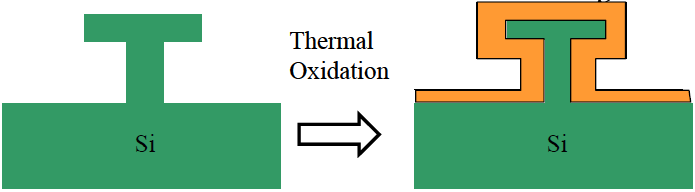 Thermal
Oxidation
Si
Si